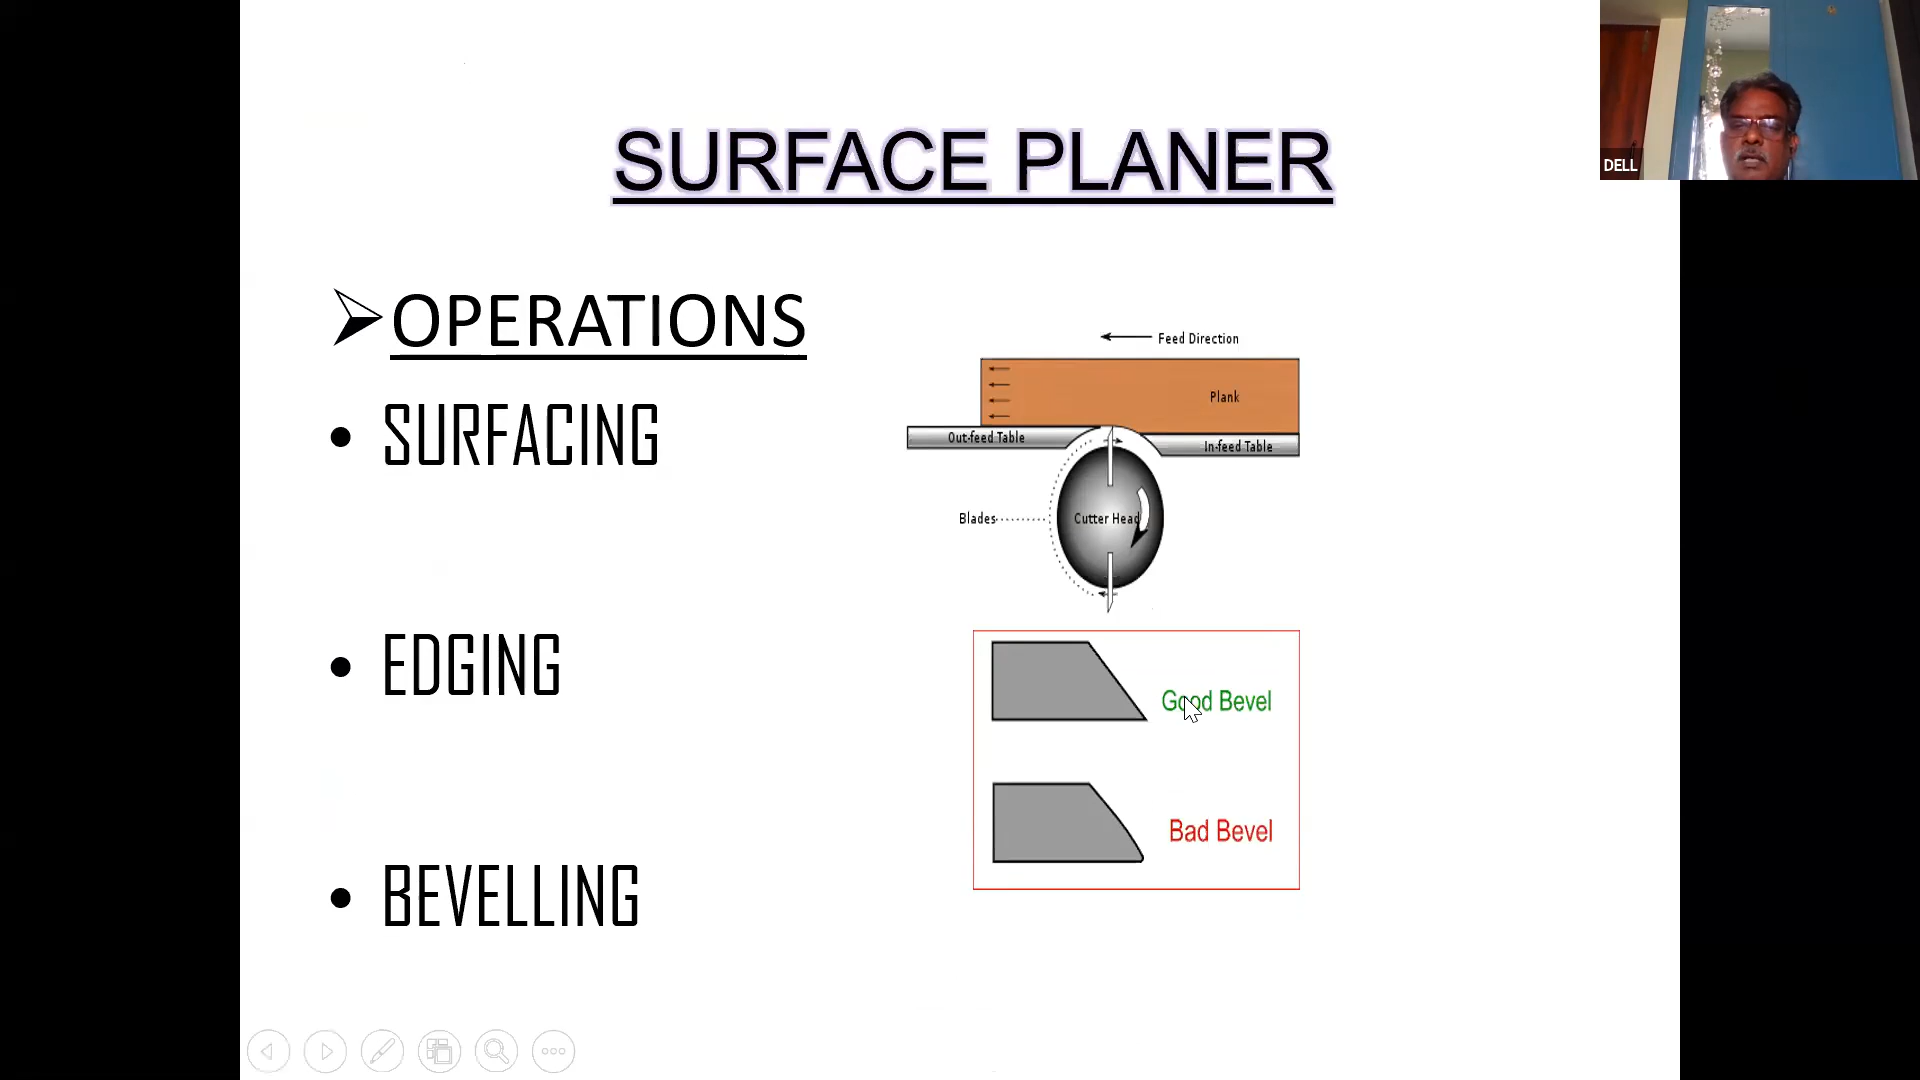 SURFACE PLANER
DELL
➢OPERATIONS
• SURFACING
• EDGING
• BEVELLING
Feed Direction
Plank
Out-feed Table
In-feed Table
Blades
Cutter Head
Good Bevel
Bad Bevel